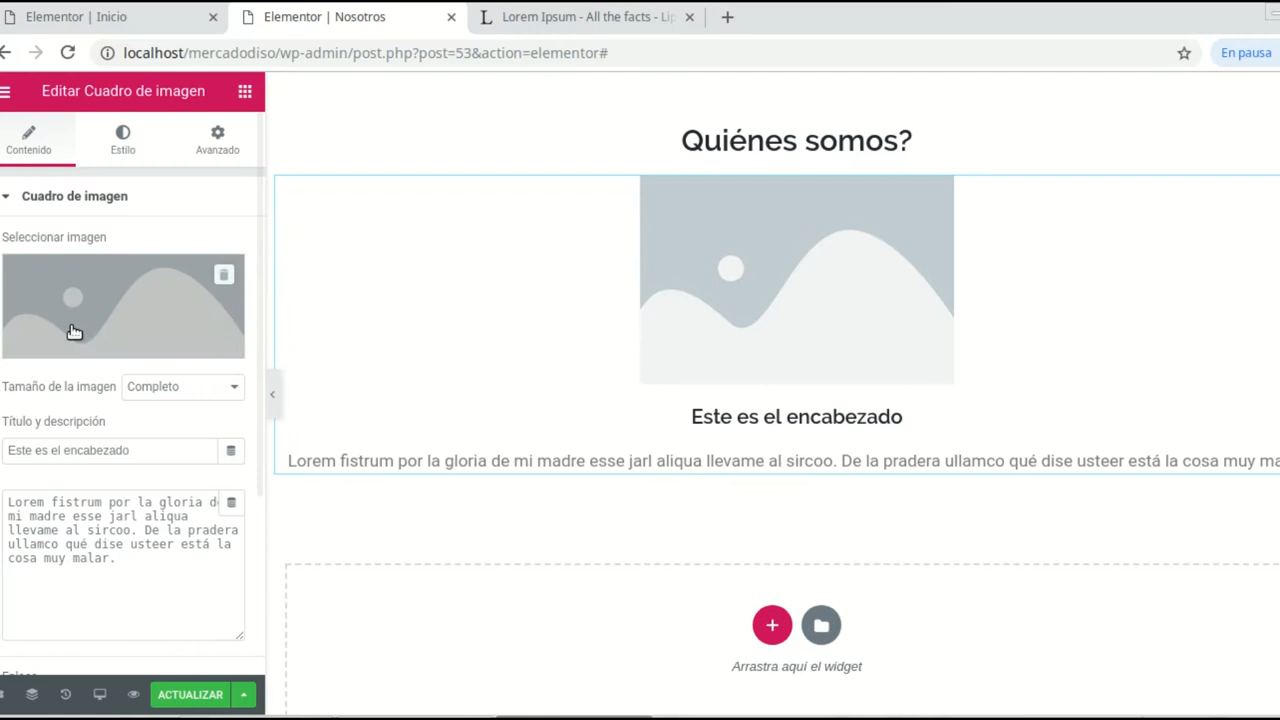 Elementor | Inicio
Elementor | Nosotros
Lorem Ipsum - All the facts - Lip
localhost/mercadodiso/wp-admin/post.php?post=53&action=elementor#
En pausa
Editar Cuadro de imagen
Contenido
Estilo
Avanzado
Cuadro de imagen
Seleccionar imagen
Tamaño de la imagen
Completo
Título y descripción
Este es el encabezado
Lorem fistrum por la gloria de
mi madre esse jarl aliqua
llevame al sircoo. De la pradera
ullamco qué dise usteer está la
cosa muy malar.
ACTUALIZAR
Quiénes somos?
Este es el encabezado
Lorem fistrum por la gloria de mi madre esse jarl aliqua llevame al sircoo. De la pradera ullamco qué dise usteer está la cosa muy ma
Arrastra aquí el widget